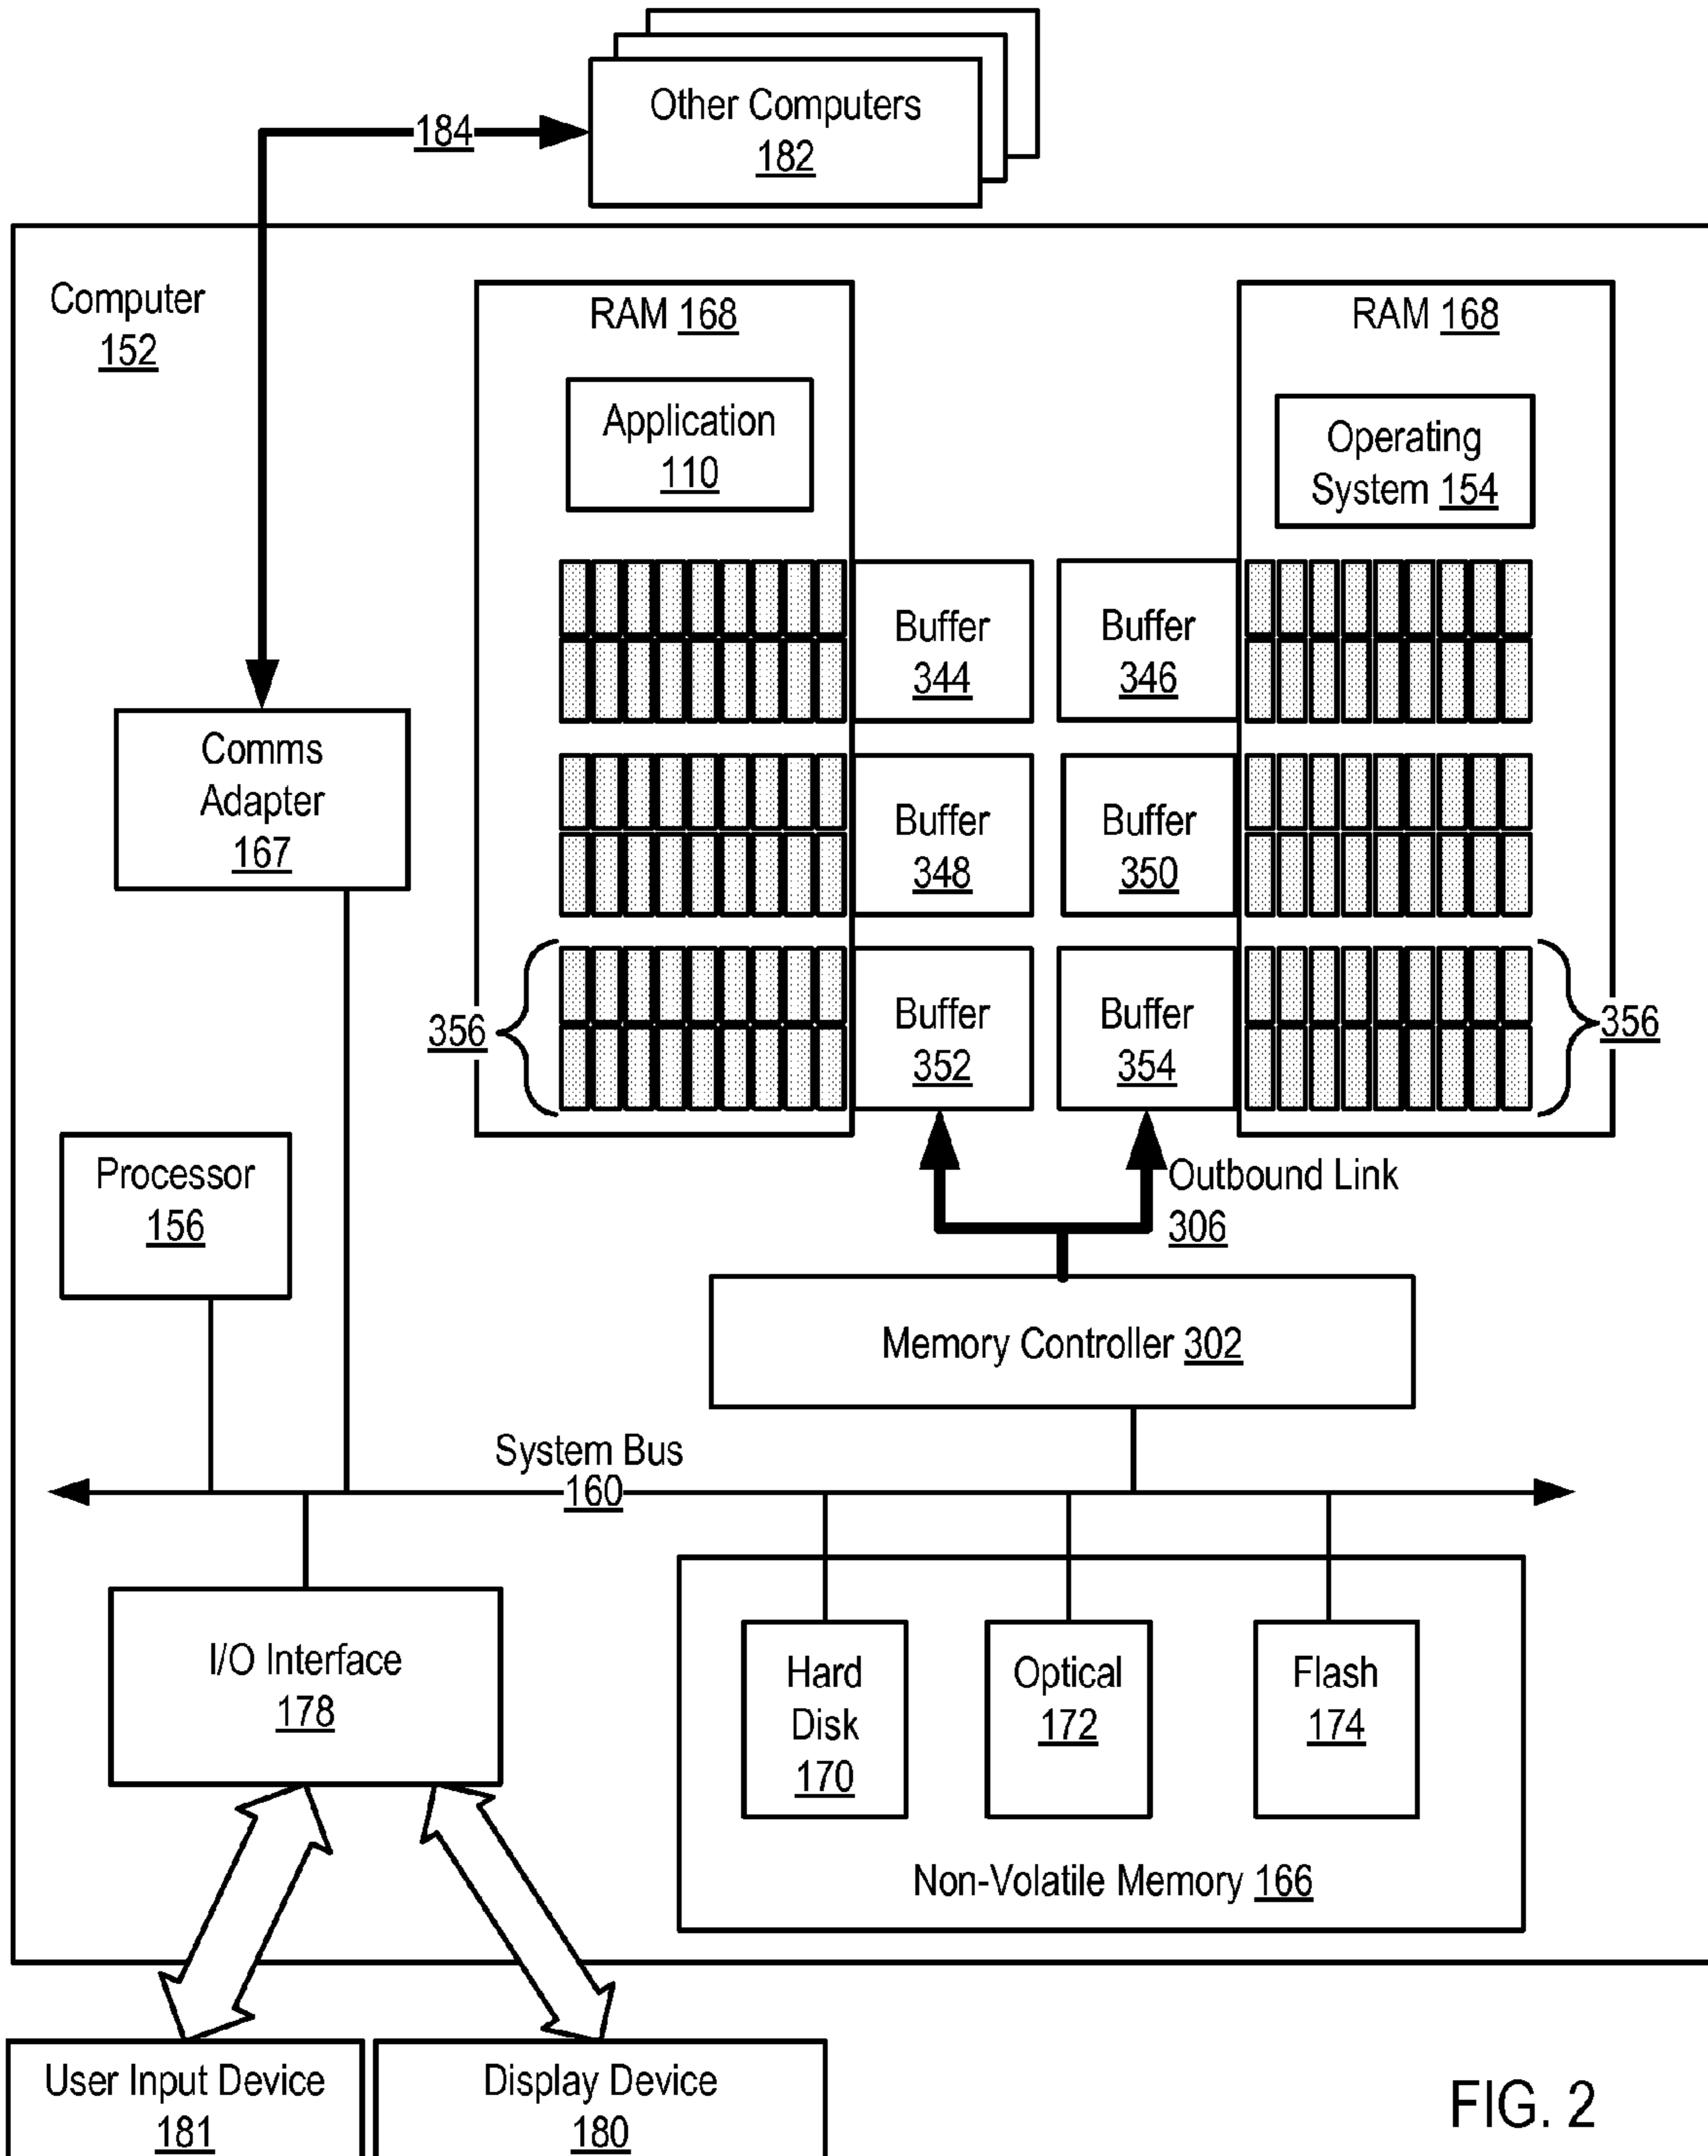 Other Computers
182
184
Computer
152
RAM 168
RAM 168
Application
110
Operating
System 154
Buffer
344
Buffer
346
Comms
Adapter
167
Buffer
348
Buffer
350
Buffer
352
Buffer
354
356
356
Processor
156
Outbound Link
306
Memory Controller 302
System Bus
160
I/O Interface
178
Hard
Disk
170
Optical
172
Flash
174
Non-Volatile Memory 166
User Input Device
181
Display Device
180
FIG. 2